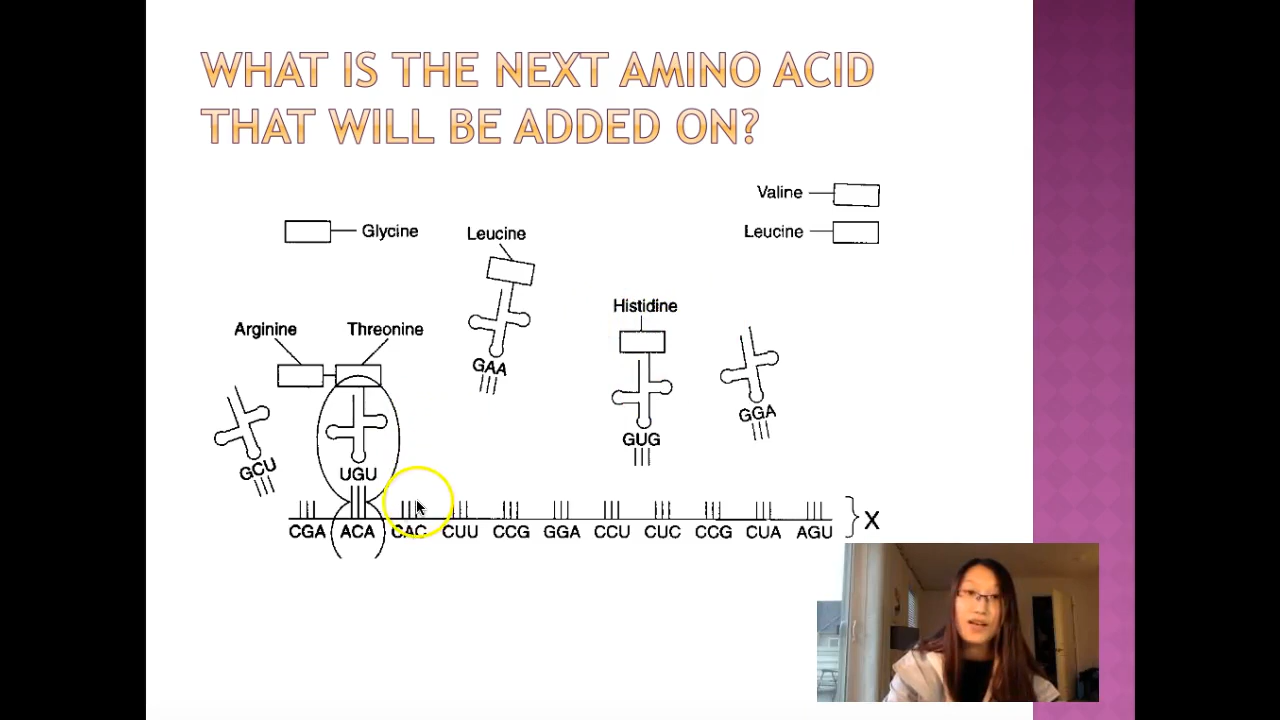 WHAT IS THE NEXT AMINO ACID
THAT WILL BE ADDED ON?
Valine
Glycine
Leucine
Leucine
Histidine
Arginine
Threonine
GAA
GGA
GUG
GCU
UGU
CGA ACA CAC CUU CCG GGA CCU CUC CCG CUA AGU
X